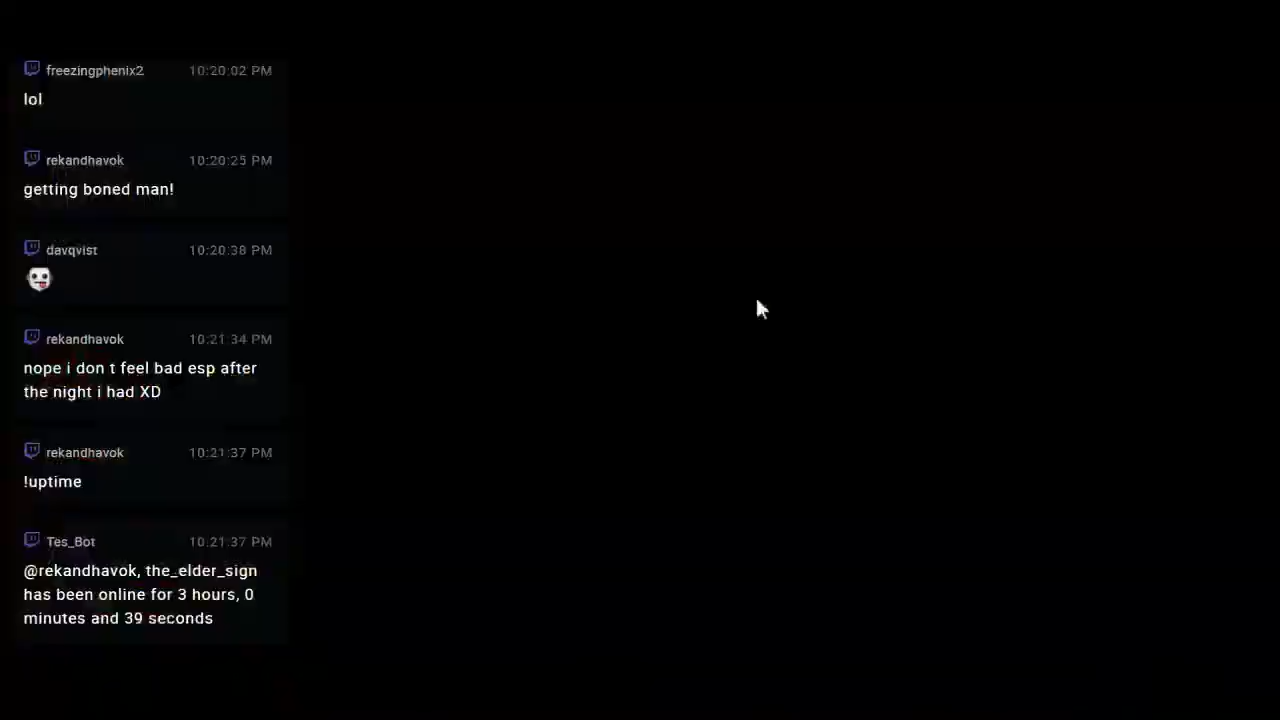 freezingphenix2 10:20:02 PM
lol
rekandhavok 10:20:25 PM
getting boned man!
davqvist 10:20:38 PM
rekandhavok 10:21:34 PM
nope i don t feel bad esp after
the night i had XD
rekandhavok 10:21:37 PM
!uptime
Tes_Bot 10:21:37 PM
@rekandhavok, the_elder_sign
has been online for 3 hours, 0
minutes and 39 seconds